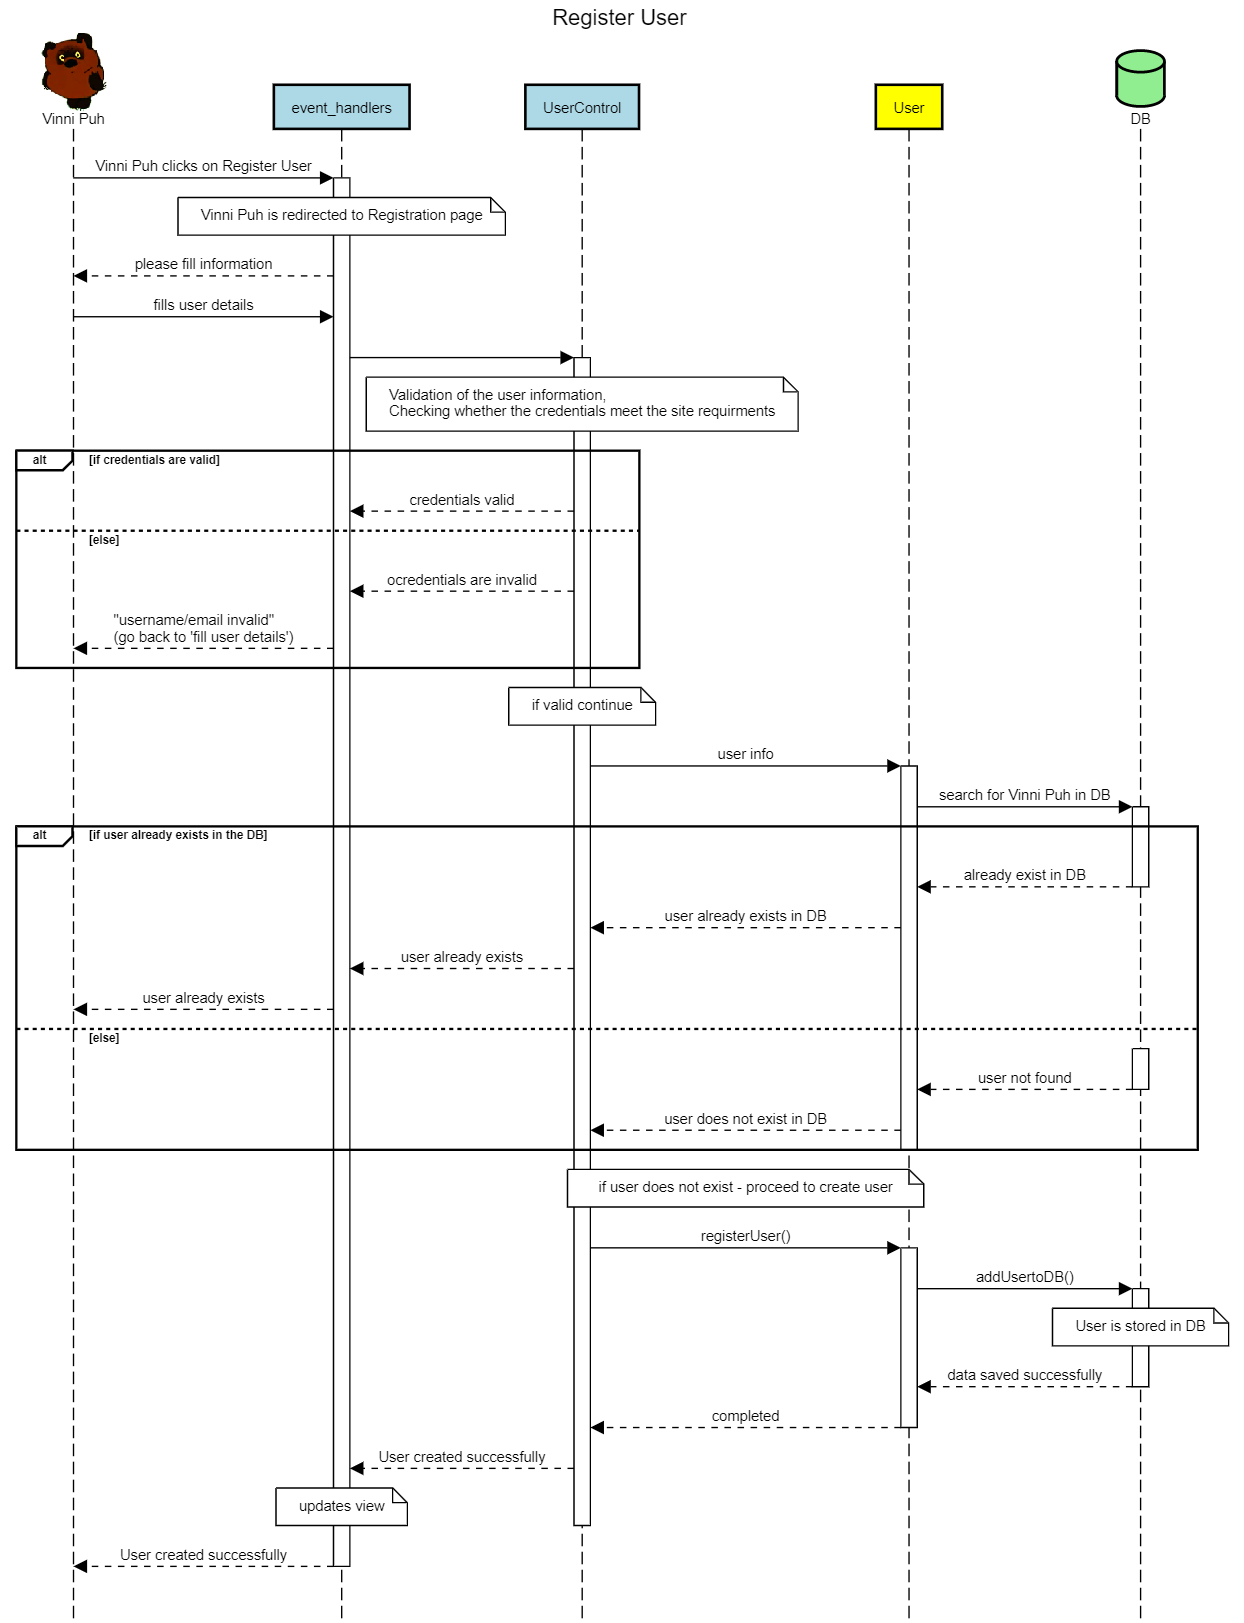 Register User
Vinni Puh
event_handlers
UserControl
User
DB
Vinni Puh clicks on Register User
Vinni Puh is redirected to Registration page
please fill information
fills user details
Validation of the user information,
Checking whether the credentials meet the site requirments
alt
[if credentials are valid]
credentials valid
[else]
ocredentials are invalid
"username/email invalid"
(go back to 'fill user details')
if valid continue
user info
search for Vinni Puh in DB
alt
[if user already exists in the DB]
already exist in DB
user already exists in DB
user already exists
user already exists
[else]
user not found
user does not exist in DB
if user does not exist - proceed to create user
registerUser()
addUsertoDB()
User is stored in DB
data saved successfully
completed
User created successfully
updates view
User created successfully